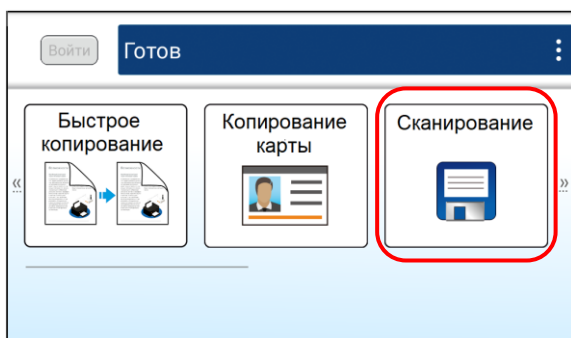 Войти
Готов
Быстрое
копирование
Копирование
карты
Сканирование
«
»